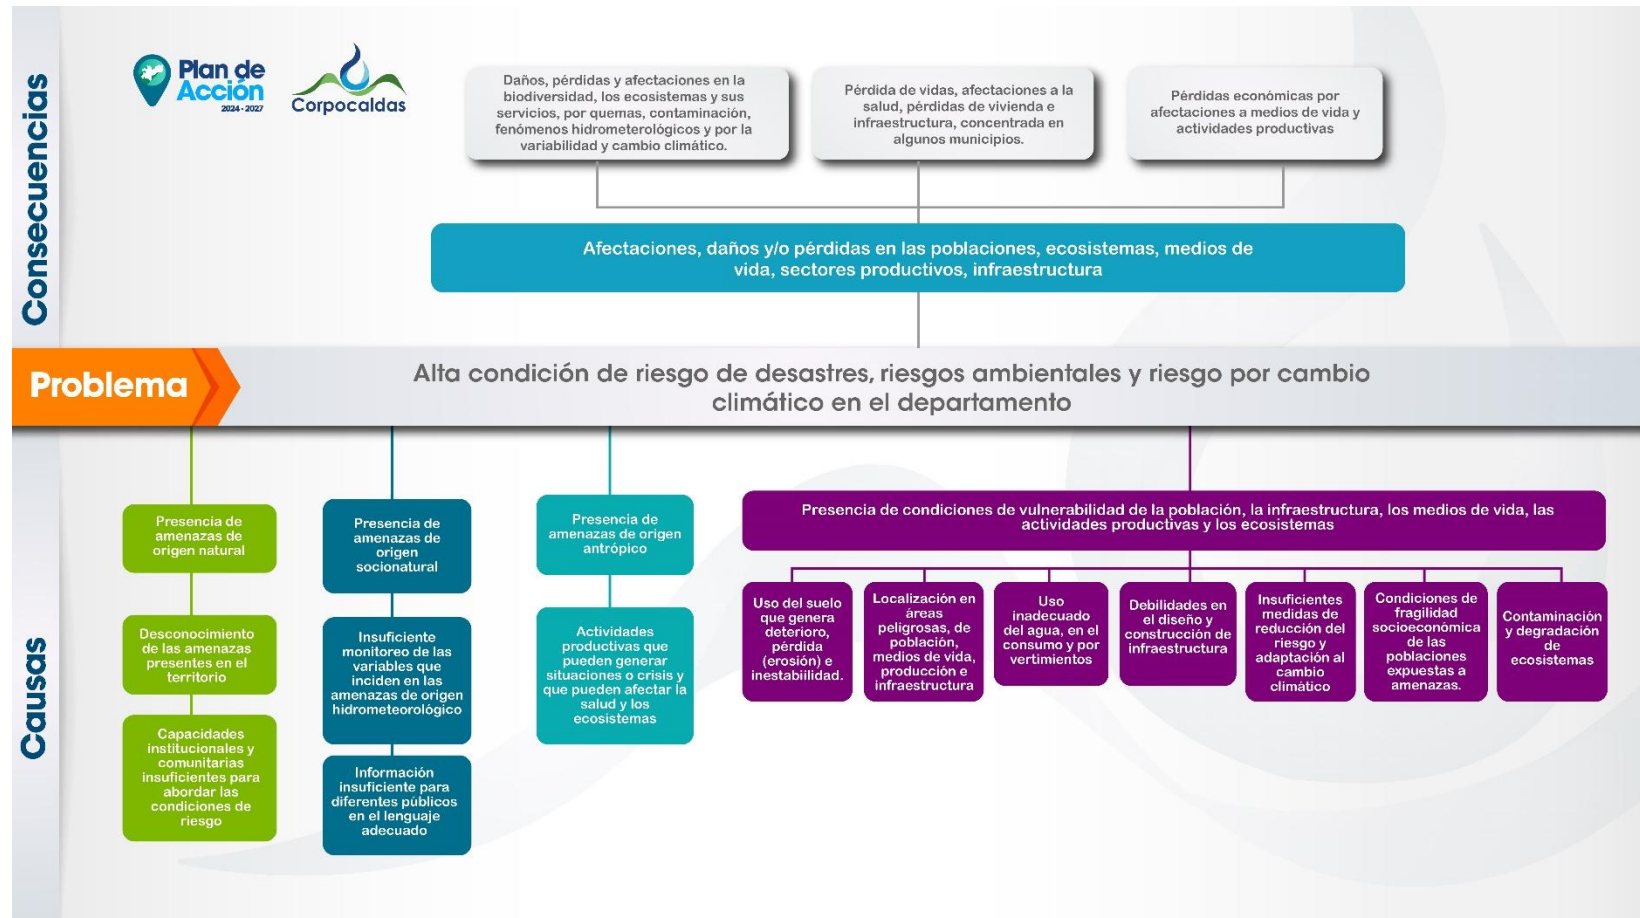 Consecuencias
Plan de
Acción
2024 - 2027
Corpocaldas
Daños, pérdidas y afectaciones en la
biodiversidad, los ecosistemas y sus
servicios, por quemas, contaminación,
fenómenos hidrometerológicos y por la
variabilidad y cambio climático.
Pérdida de vidas, afectaciones a la
salud, pérdidas de vivienda e
infraestructura, concentrada en
algunos municipios.
Pérdidas económicas por
afectaciones a medios de vida y
actividades productivas
Afectaciones, daños y/o pérdidas en las poblaciones, ecosistemas, medios de
vida, sectores productivos, infraestructura
Problema
Alta condición de riesgo de desastres, riesgos ambientales y riesgo por cambio
climático en el departamento
Causas
Presencia de
amenazas de
origen natural
Desconocimiento
de las amenazas
presentes en el
territorio
Capacidades
institucionales y
comunitarias
insuficientes para
abordar las
condiciones de
riesgo
Presencia de
amenazas de
origen
socionatural
Insuficiente
monitoreo de las
variables que
inciden en las
amenazas de origen
hidrometeorológico
Información
insuficiente para
diferentes públicos
en el lenguaje
adecuado
Presencia de
amenazas de origen
antrópico
Actividades
productivas que
pueden generar
situaciones o crisis y
que pueden afectar la
salud y los
ecosistemas
Presencia de condiciones de vulnerabilidad de la población, la infraestructura, los medios de vida, las
actividades productivas y los ecosistemas
Uso del suelo
que genera
deterioro,
pérdida
(erosión) e
inestabiilidad.
Localización en
áreas
peligrosas, de
población,
medios de vida,
producción e
infraestructura
Uso
inadecuado
del agua, en el
consumo y por
vertimientos
Debilidades en
el diseño y
construcción de
infraestructura
Insuficientes
medidas de
reducción del
riesgo y
adaptación al
cambio
climático
Condiciones de
fragilidad
socioeconómica
de las
poblaciones
expuestas a
amenazas.
Contaminación
y degradación
de
ecosistemas